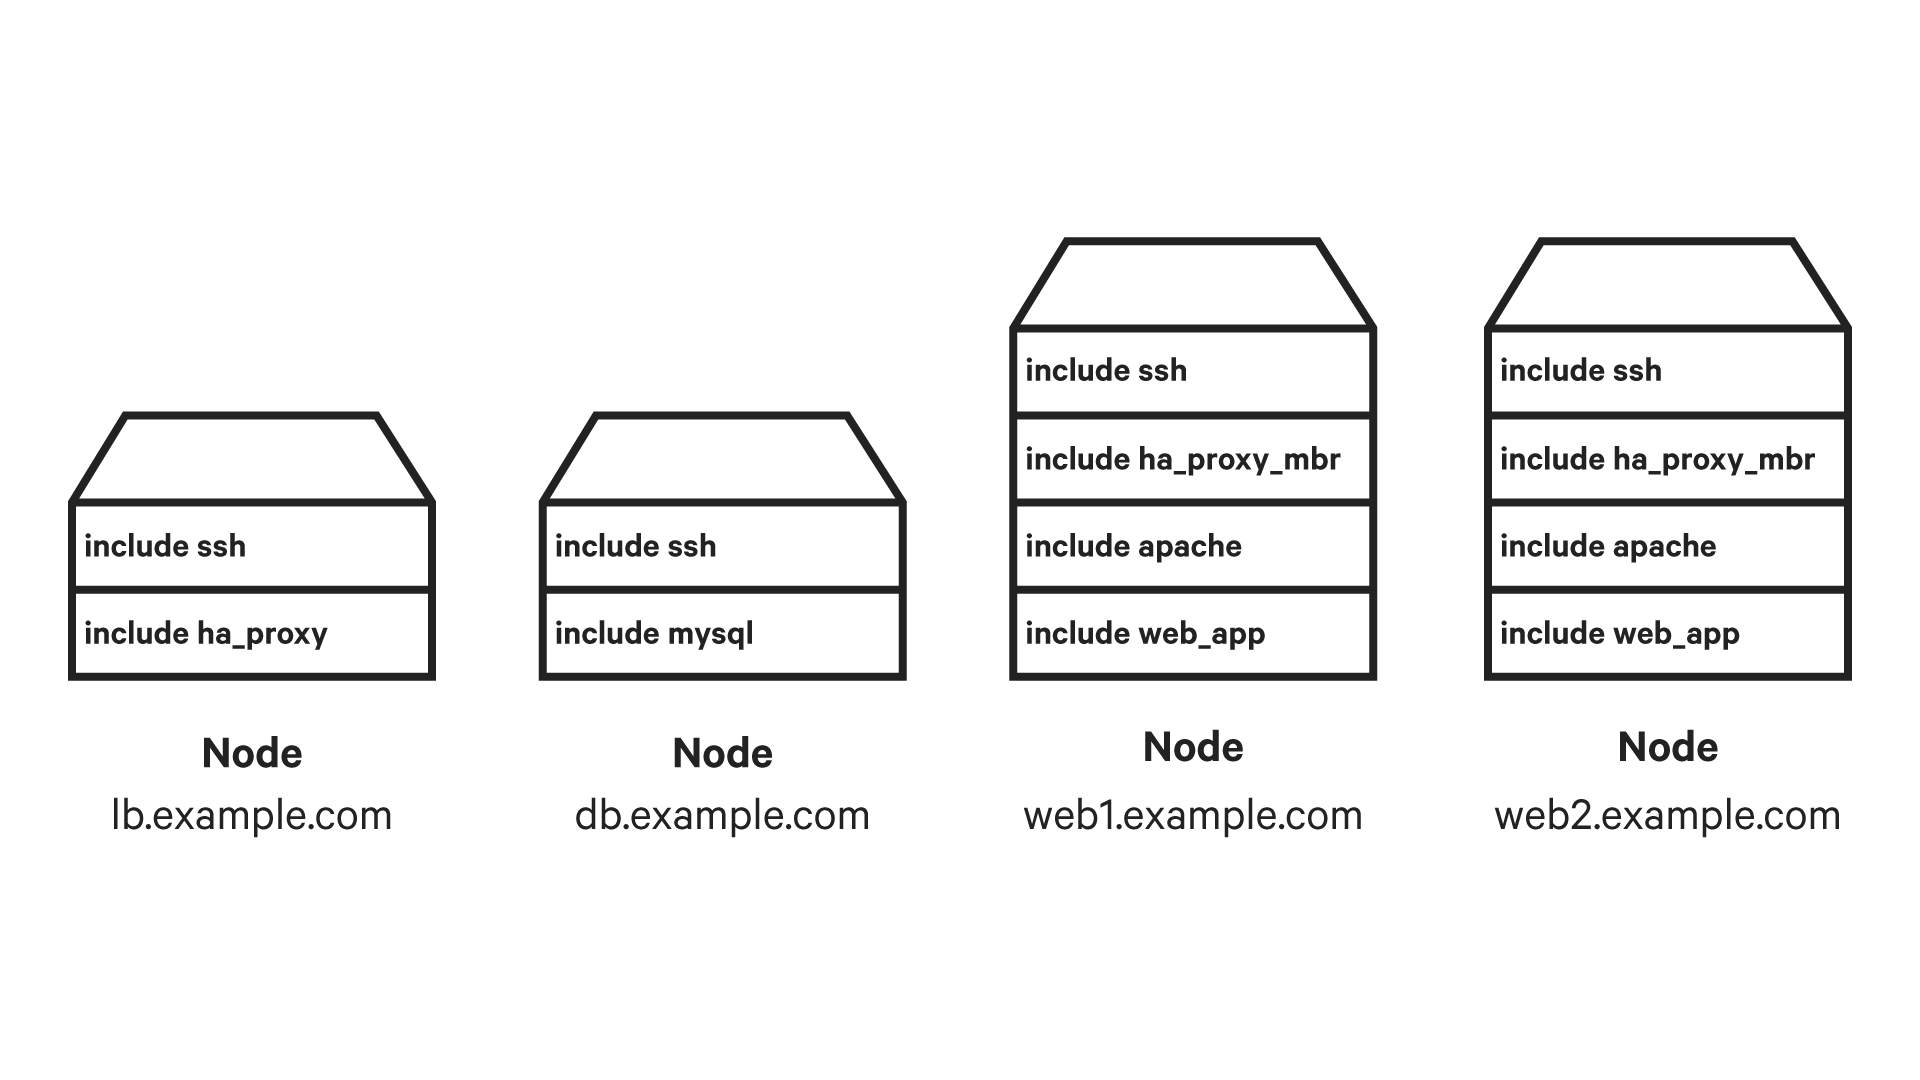 include ssh
include ha_proxy
Node
lb.example.com
include ssh
include mysql
Node
db.example.com
include ssh
include ha_proxy_mbr
include apache
include web_app
Node
web1.example.com
include ssh
include ha_proxy_mbr
include apache
include web_app
Node
web2.example.com